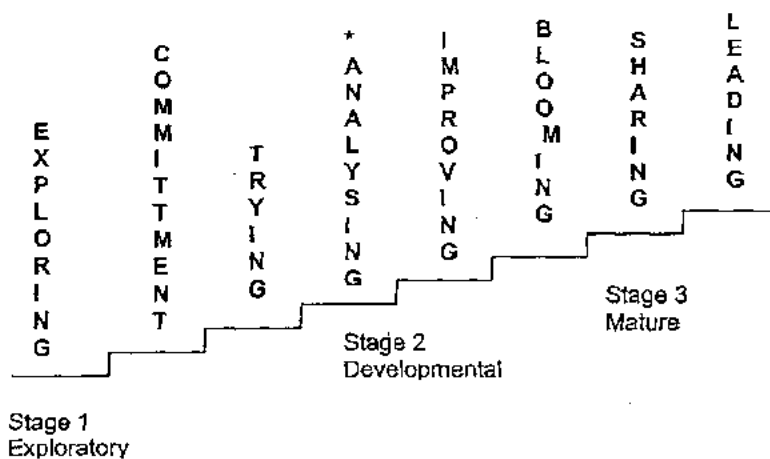 EXPLORING
COMMITTMENT
TRYING
*ANALYSING
IMPROVING
BLOOMING
SHARING
LEADING
Stage 1
Exploratory
Stage 2
Developmental
Stage 3
Mature